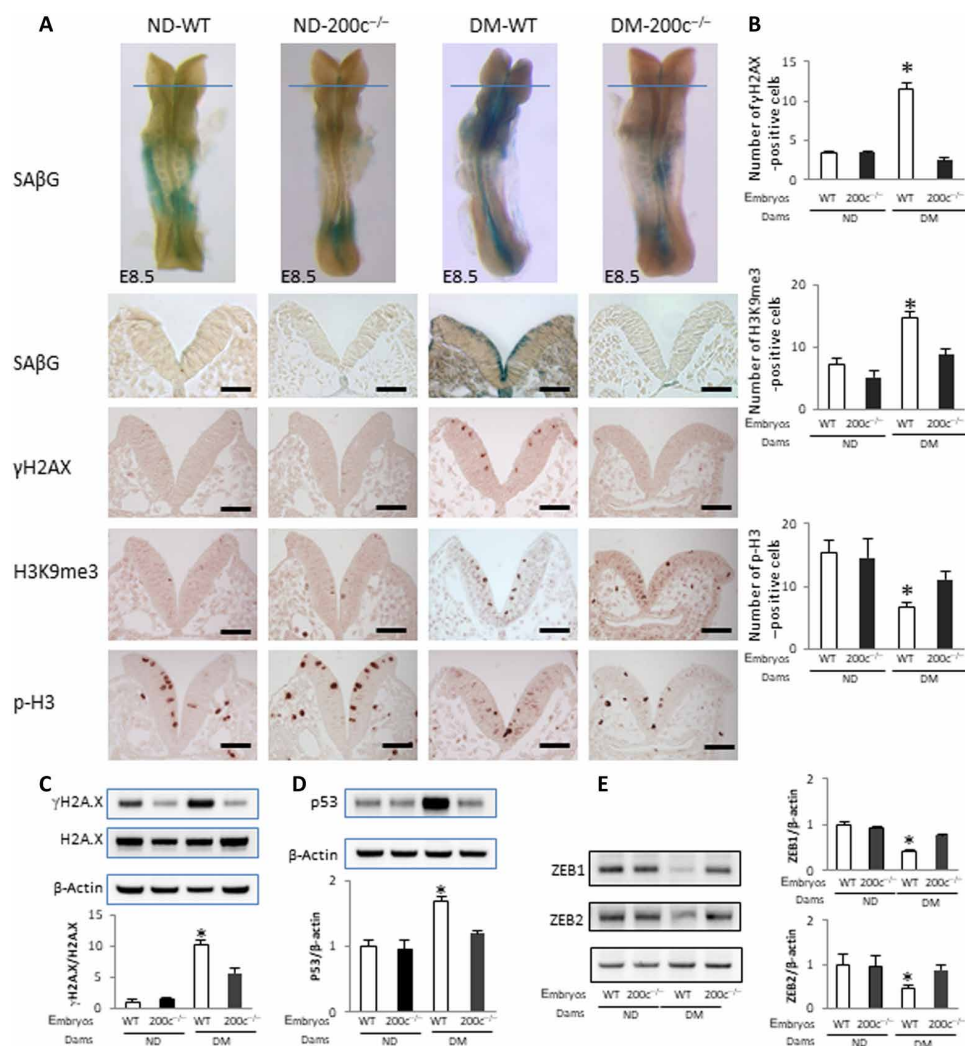 A
ND-WT
ND-200c⁻/⁻
DM-WT
DM-200c⁻/⁻
SAβG
E8.5
E8.5
E8.5
E8.5
SAβG
γH2AX
H3K9me3
p-H3
B
Number of γH2AX
-positive cells
15
10
5
0
Embryos
WT 200c⁻/⁻ WT 200c⁻/⁻
Dams
ND
DM
Number of H3K9me3
-positive cells
20
10
0
Embryos
WT 200c⁻/⁻ WT 200c⁻/⁻
Dams
ND
DM
Number of p-H3
-positive cells
20
15
10
5
0
*
*
*
Embryos
WT 200c⁻/⁻ WT 200c⁻/⁻
Dams
ND
DM
C
γH2A.X
H2A.X
β-Actin
γH2A.X/H2A.X
10
5
0
*
Embryos
WT 200c⁻/⁻ WT 200c⁻/⁻
Dams
ND
DM
D
p53
β-Actin
P53/β-actin
2
1
0
*
Embryos
WT 200c⁻/⁻ WT 200c⁻/⁻
Dams
ND
DM
E
ZEB1
ZEB2
Embryos
WT 200c⁻/⁻ WT 200c⁻/⁻
Dams
ND
DM
ZEB1/β-actin
2
1
0
*
Embryos
WT 200c⁻/⁻ WT 200c⁻/⁻
Dams
ND
DM
ZEB2/β-actin
2
1
0
*
Embryos
WT 200c⁻/⁻ WT 200c⁻/⁻
Dams
ND
DM